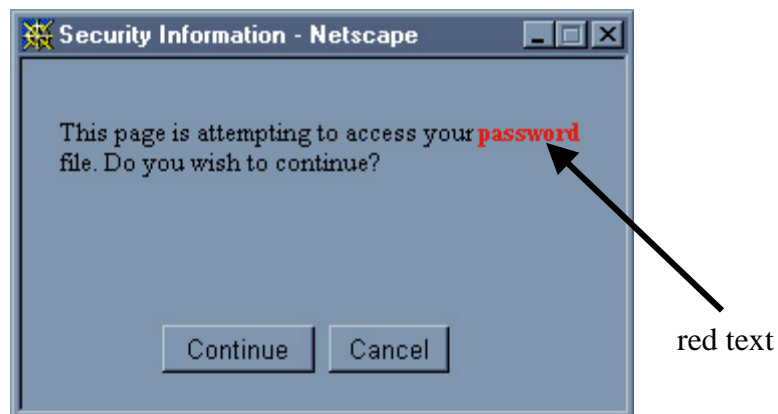 Security Information - Netscape
This page is attempting to access your password
file. Do you wish to continue?
red text
Continue Cancel